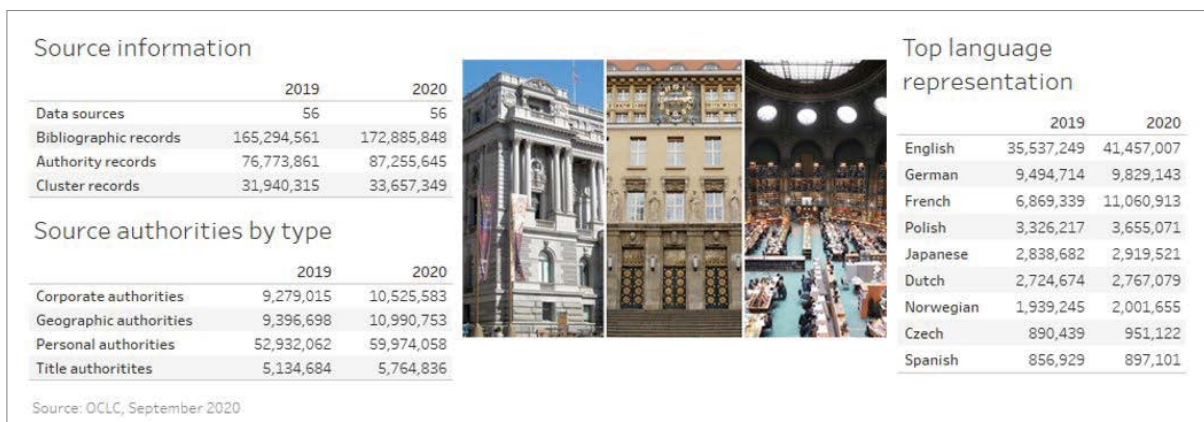 Source information
2019 2020
Data sources 56 56
Bibliographic records 165,294,561 172,885,848
Authority records 76,773,861 87,255,645
Cluster records 31,940,315 33,657,349
Source authorities by type
2019 2020
Corporate authorities 9,279,015 10,525,583
Geographic authorities 9,396,698 10,990,753
Personal authorities 52,932,062 59,974,058
Title authoritites 5,134,684 5,764,836
Source: OCLC, September 2020
Top language
representation
2019 2020
English 35,537,249 41,457,007
German 9,494,714 9,829,143
French 6,869,339 11,060,913
Polish 3,326,217 3,655,071
Japanese 2,838,682 2,919,521
Dutch 2,724,674 2,767,079
Norwegian 1,939,245 2,001,655
Czech 890,439 951,122
Spanish 856,929 897,101